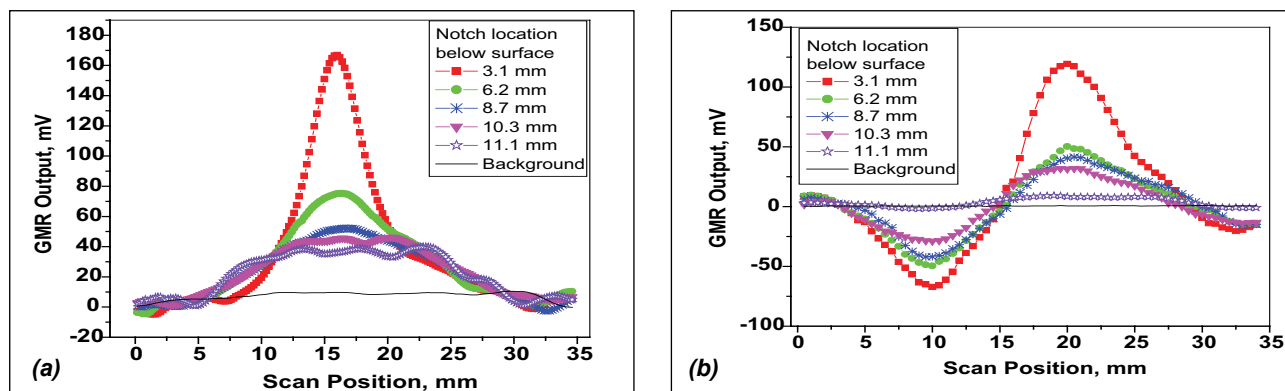 180
160
140
120
100
80
60
40
20
0
-20
GMR Output, mV
Notch location
below surface
3.1 mm
6.2 mm
8.7 mm
10.3 mm
11.1 mm
Background
0 5 10 15 20 25 30 35
Scan Position, mm
(a)
100
50
0
-50
-100
GMR Output, mV
Notch location
below surface
3.1 mm
6.2 mm
8.7 mm
10.3 mm
11.1 mm
Background
0 5 10 15 20 25 30 35
Scan Position, mm
(b)